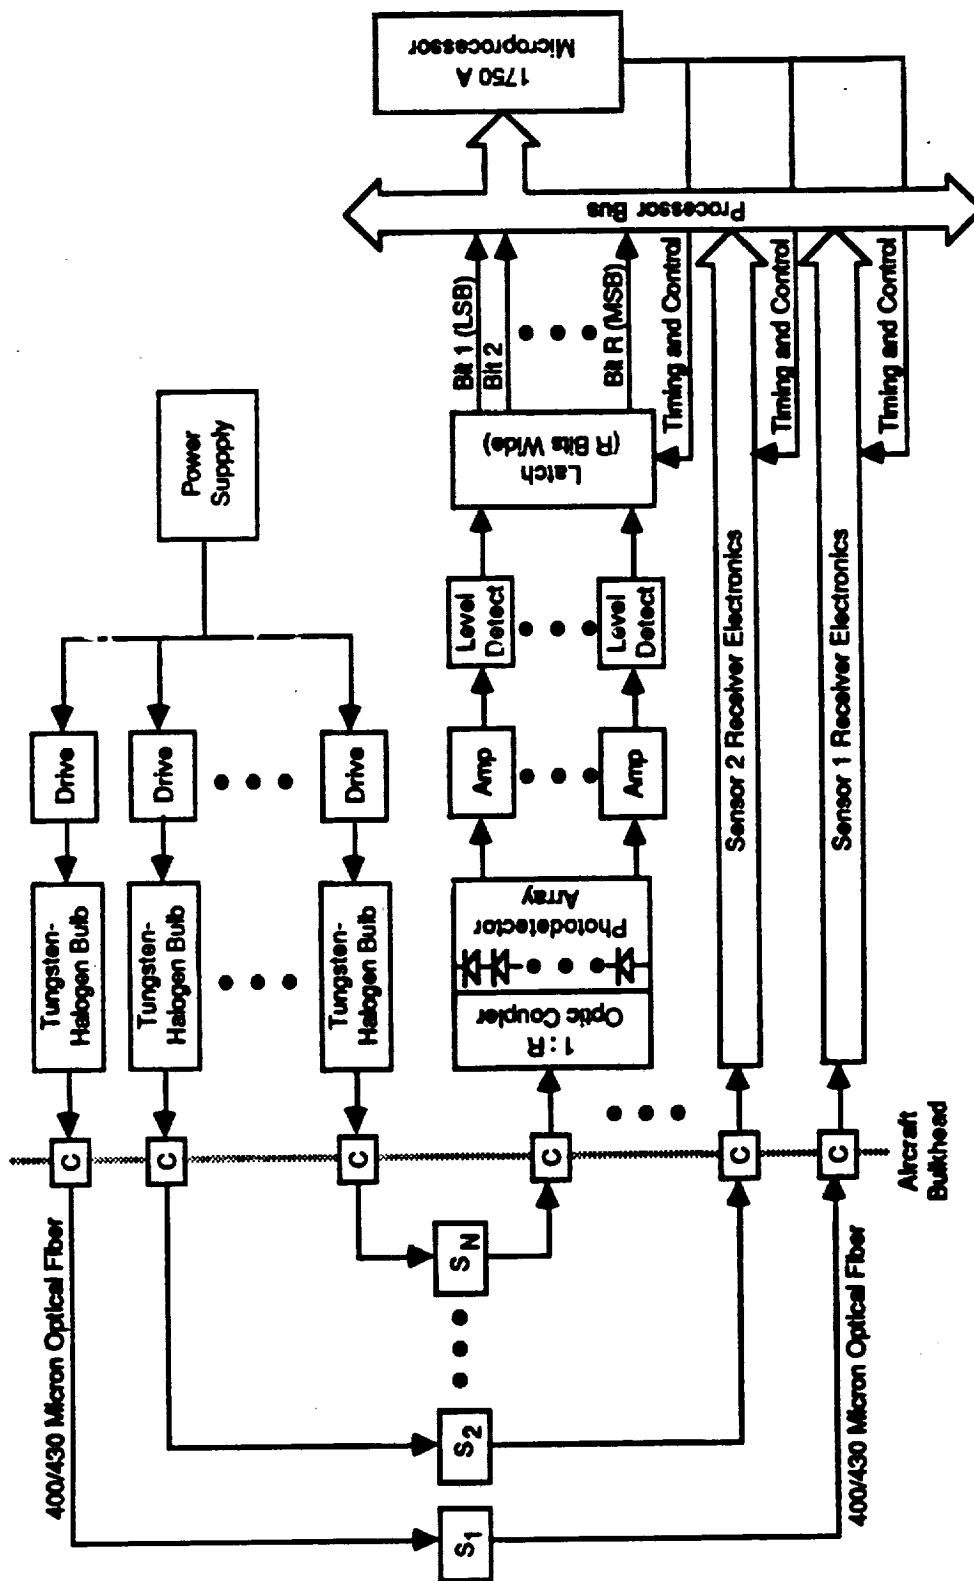 400/430 Micron Optical Fiber
S1
S2
SN
400/430 Micron Optical Fiber
C
C
C
C
C
C
Aircraft
Bulkhead
Tungsten-
Halogen Bulb
Tungsten-
Halogen Bulb
Tungsten-
Halogen Bulb
Drive
Drive
Drive
Power
Suppply
1 : R
Optic Coupler
Photodetector
Array
Amp
Amp
Level
Detect
Level
Detect
Latch
(R Bits Wide)
Bit 1 (LSB)
Bit 2
Bit R (MSB)
Timing and Control
Sensor 2 Receiver Electronics
Timing and Control
Sensor 1 Receiver Electronics
Timing and Control
Processor Bus
1750 A
Microprocessor